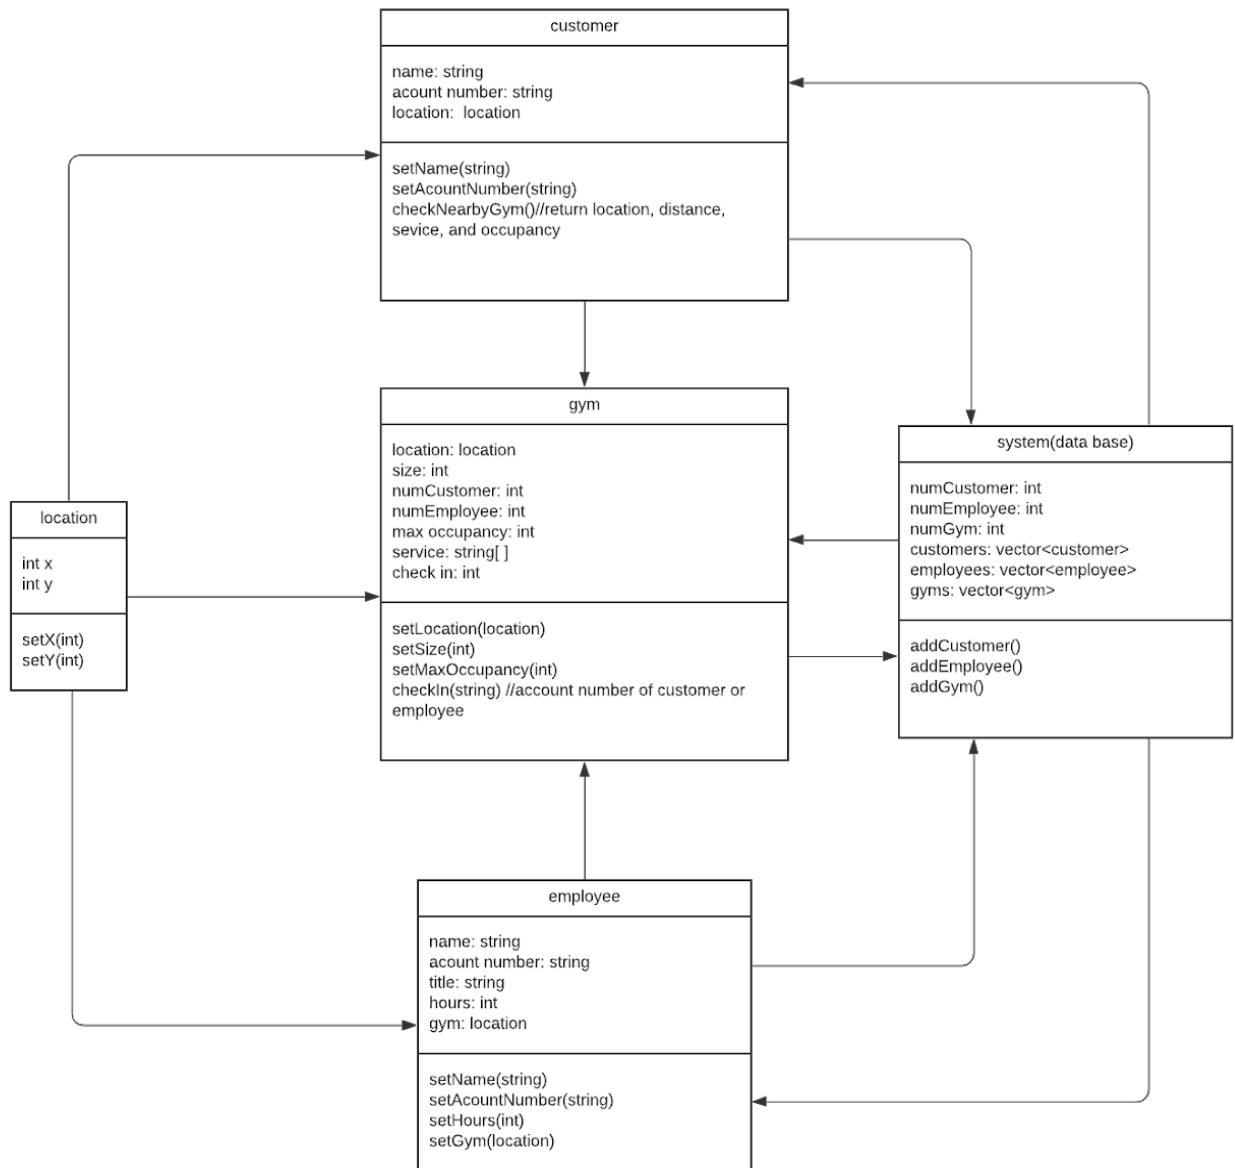 customer
name: string
acount number: string
location:  location
setName(string)
setAcountNumber(string)
checkNearbyGym()//return location, distance,
sevice, and occupancy
gym
location: location
size: int
numCustomer: int
numEmployee: int
max occupancy: int
service: string[ ]
check in: int
setLocation(location)
setSize(int)
setMaxOccupancy(int)
checkIn(string) //account number of customer or
employee
system(data base)
numCustomer: int
numEmployee: int
numGym: int
customers: vector<customer>
employees: vector<employee>
gyms: vector<gym>
addCustomer()
addEmployee()
addGym()
location
int x
int y
setX(int)
setY(int)
employee
name: string
acount number: string
title: string
hours: int
gym: location
setName(string)
setAcountNumber(string)
setHours(int)
setGym(location)